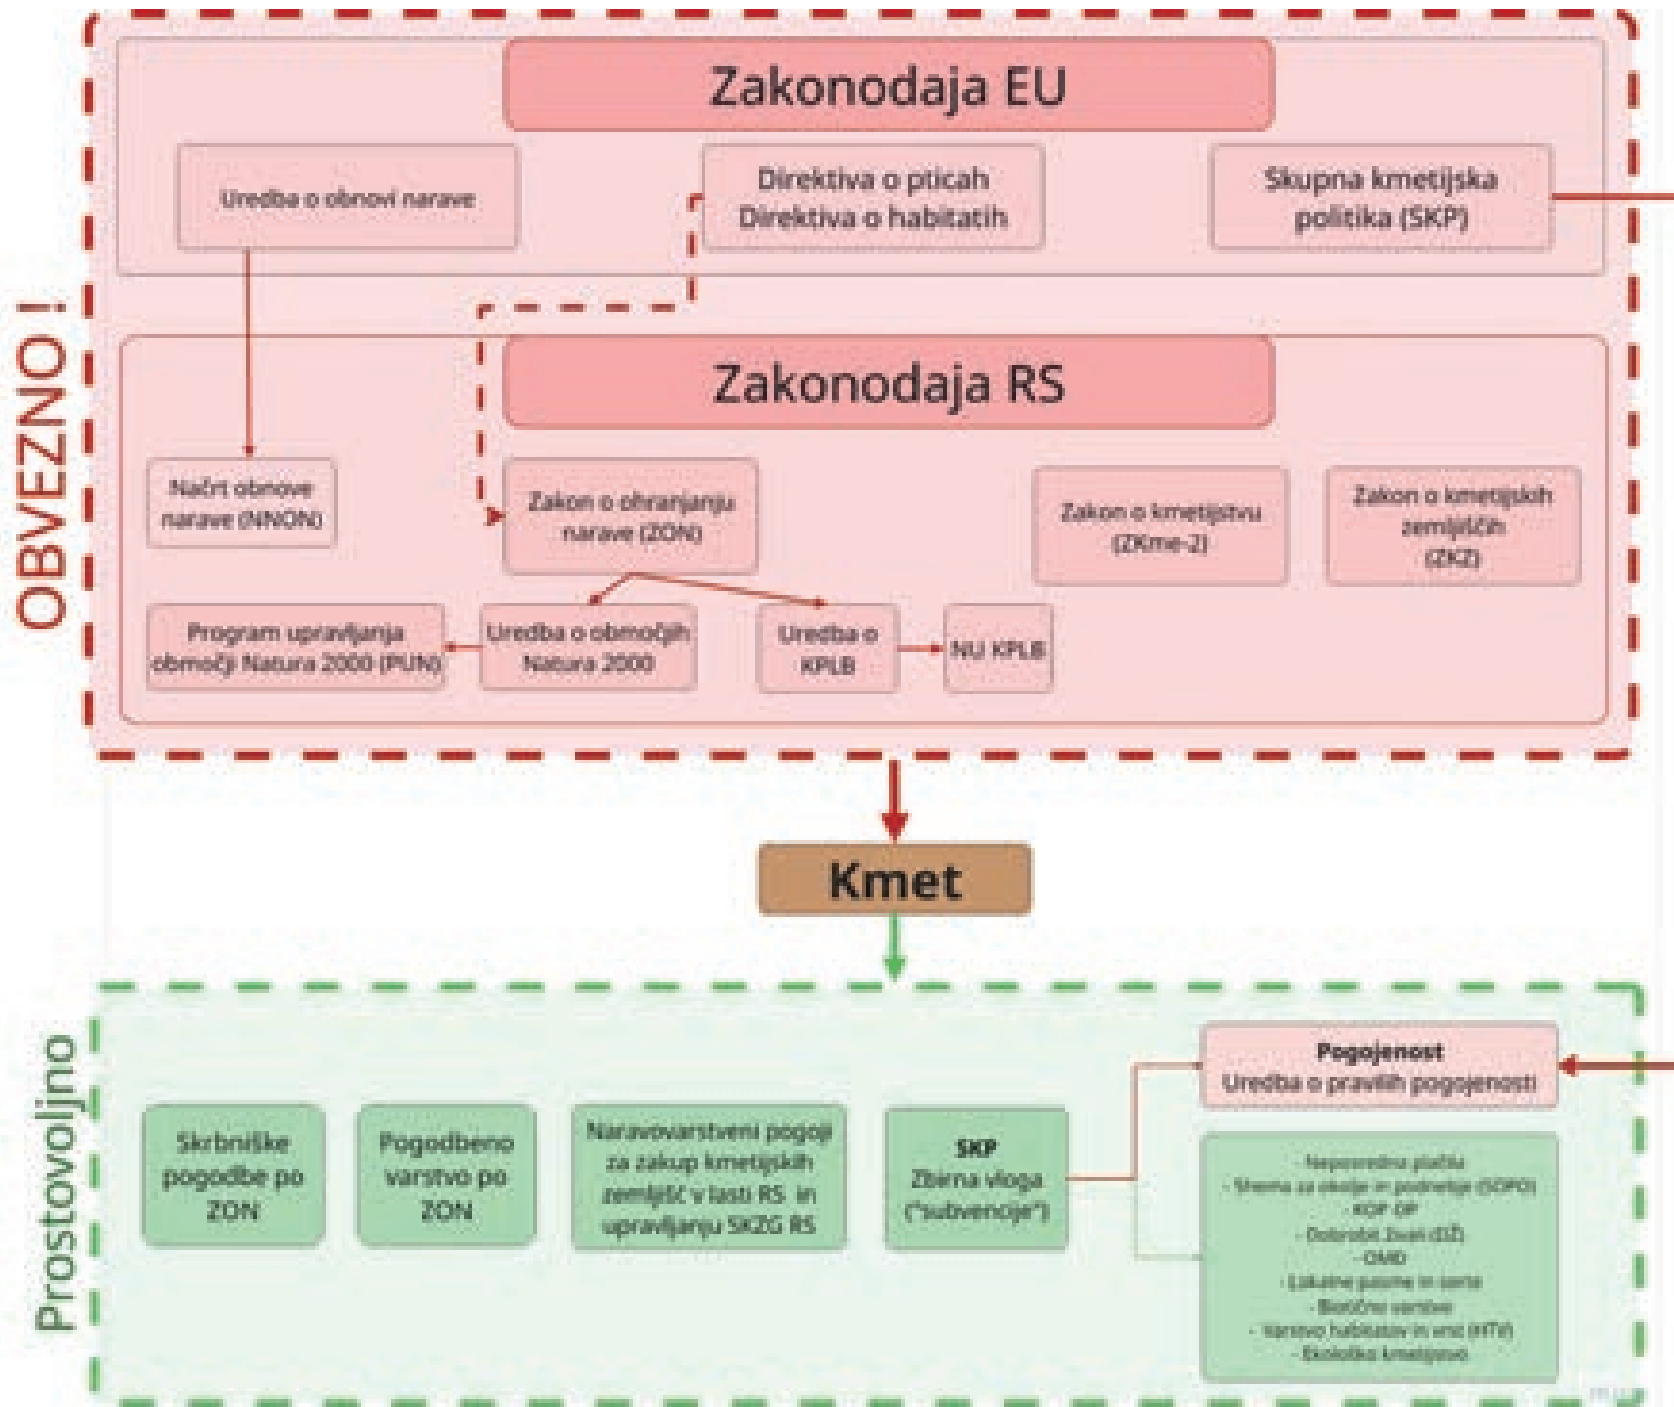 OBVEZNO !
Zakonodaja EU
Uredba o obnovi narave
Direktiva o pticah
Direktiva o habitatih
Skupna kmetijska
politika (SKP)
Zakonodaja RS
Načrt obnove
narave (NNON)
Zakon o ohranjanju
narave (ZON)
Zakon o kmetijstvu
(ZKme-2)
Zakon o kmetijskih
zemljiščih
(ZKZ)
Program upravljanja
območji Natura 2000 (PUN)
Uredba o območjih
Natura 2000
Uredba o
KPLB
NU KPLB
Kmet
Prostovoljno
Skrbniške
pogodbe po
ZON
Pogodbeno
varstvo po
ZON
Naravovarstveni pogoji
za zakup kmetijskih
zemljišč v lasti RS in
upravljanju SKZG RS
SKP
Zbirna vloga
("subvencije")
Pogojenost
Uredba o pravilih pogojenosti
- Neposredna plačila
- Shema za okolje in podnebje (SOPO)
- KOP OP
- Dobrobit živali (DŽ)
- OMD
- Lokalne pasme in sorte
- Biotično varstvo
- Varstvo habitatov in vrst (HTV)
- Ekološko kmetijstvo